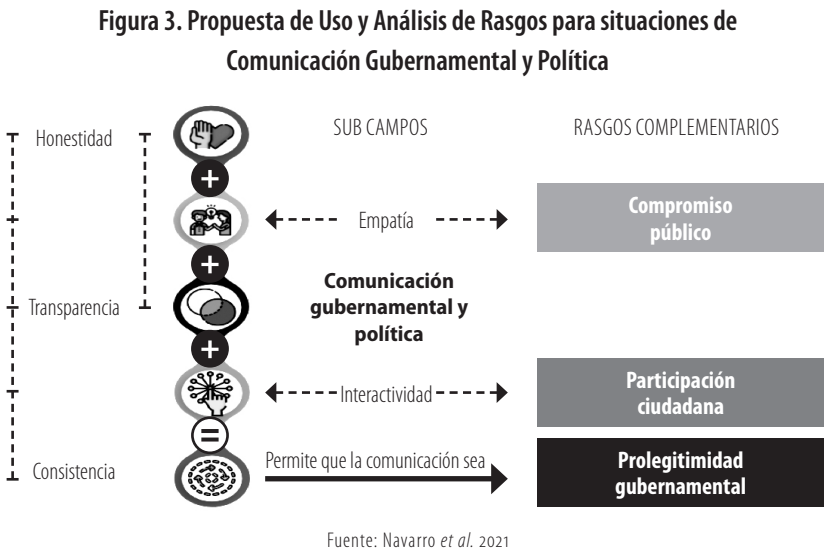 Figura 3. Propuesta de Uso y Análisis de Rasgos para situaciones de
Comunicación Gubernamental y Política
SUB CAMPOS
RASGOS COMPLEMENTARIOS
Honestidad
+
Empatía
Compromiso
público
+
Transparencia
Comunicación
gubernamental y
política
+
Interactividad
Participación
ciudadana
=
Consistencia
Permite que la comunicación sea
Prolegitimidad
gubernamental
Fuente: Navarro et al. 2021